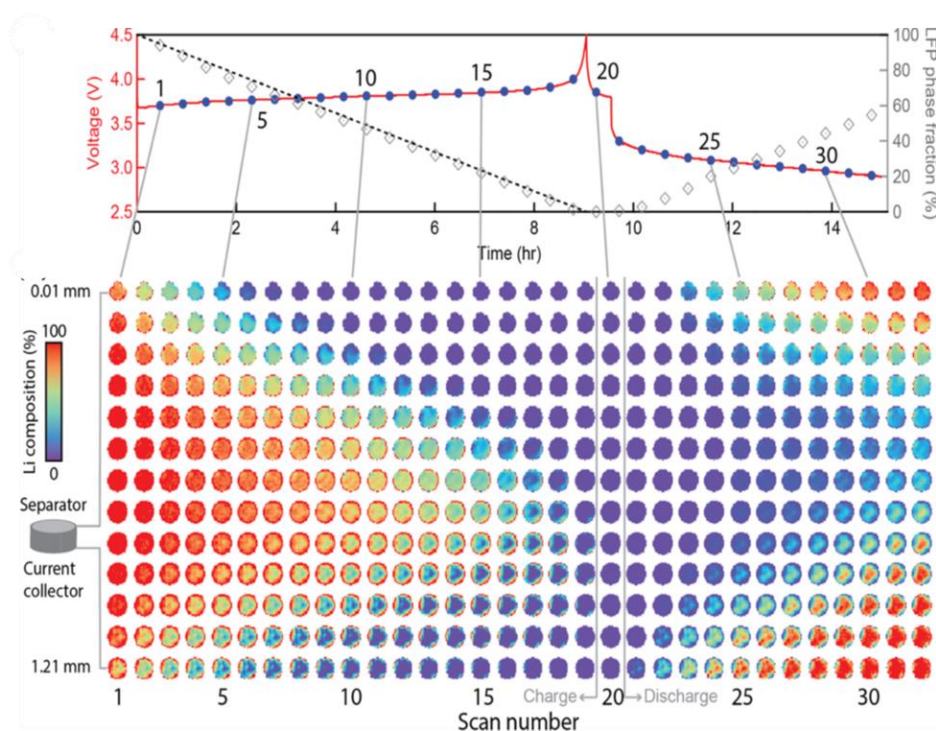 4.5
4.0
3.5
3.0
2.5
Voltage (V)
1
5
10
15
20
25
30
100
80
60
40
20
0
LFP phase fraction (%)
0
2
4
6
8
10
12
14
Time (hr)
0.01 mm
100
0
Li composition (%)
Separator
Current
collector
1.21 mm
Charge
Discharge
1
5
10
15
20
25
30
Scan number